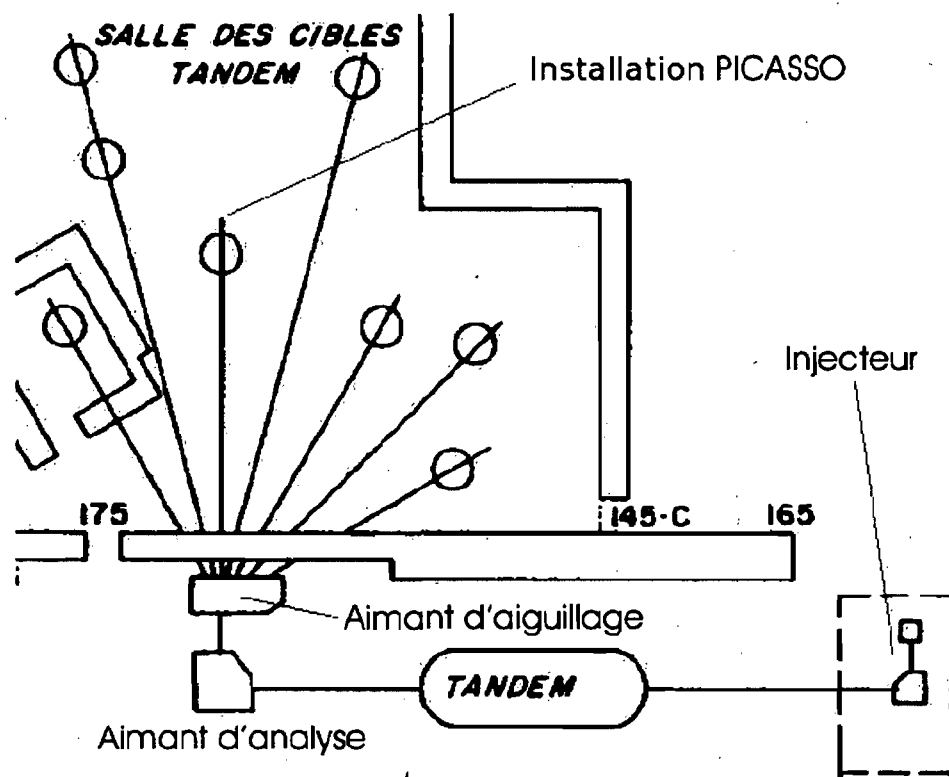 SALLE DES CIBLES
TANDEM
Installation PICASSO
Injecteur
175
145-C
165
Aimant d'aiguillage
TANDEM
Aimant d'analyse